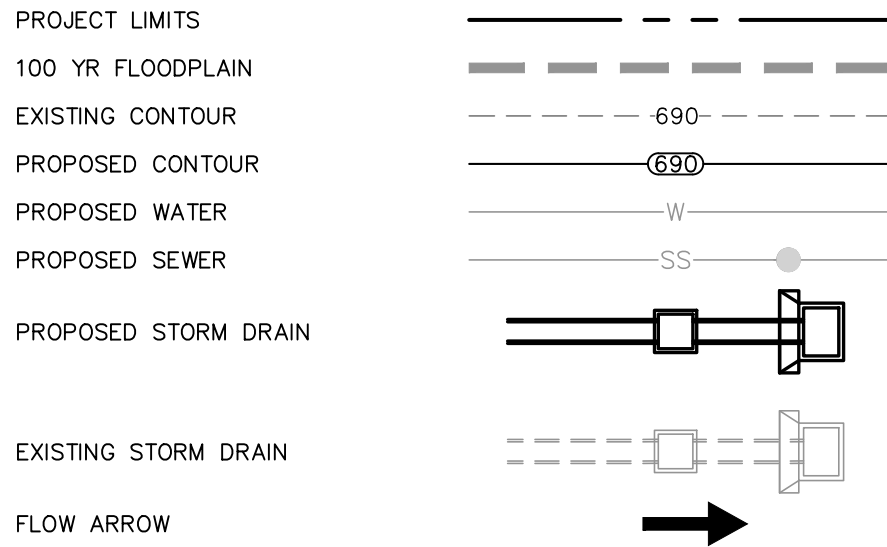 PROJECT LIMITS
100 YR FLOODPLAIN
EXISTING CONTOUR 690
PROPOSED CONTOUR 690
PROPOSED WATER W
PROPOSED SEWER SS
PROPOSED STORM DRAIN
EXISTING STORM DRAIN
FLOW ARROW